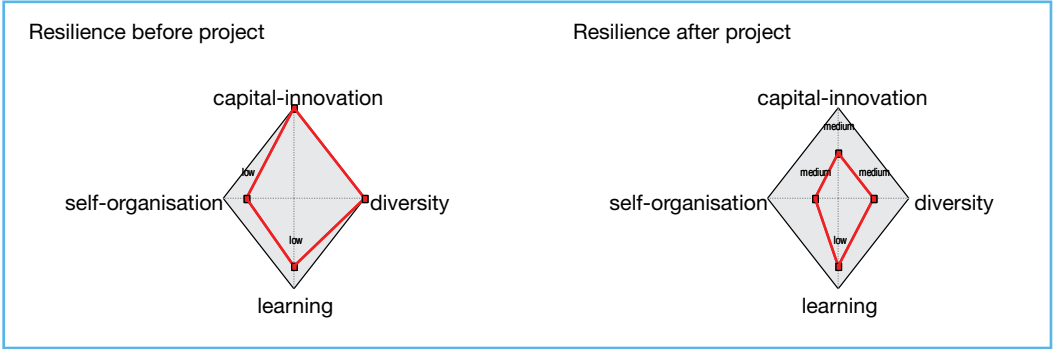 Resilience before project
capital-innovation
low
self-organisation
diversity
low
learning
Resilience after project
capital-innovation
medium
medium
medium
self-organisation
diversity
low
learning